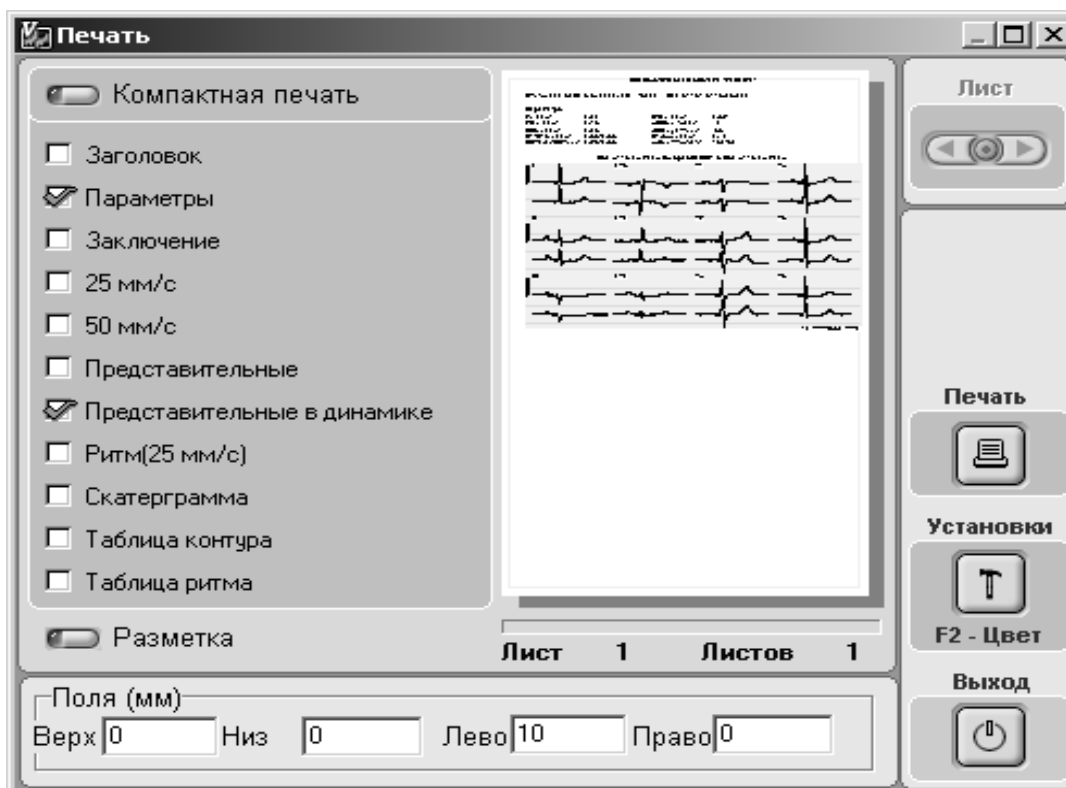 Печать
Компактная печать
Заголовок
Параметры
Заключение
25 мм/с
50 мм/с
Представительные
Представительные в динамике
Ритм(25 мм/с)
Скатерграмма
Таблица контура
Таблица ритма
Разметка
Лист 1 Листов 1
Поля (мм)
Верх 0 Низ 0 Лево 10 Право 0
Лист
Печать
Установки
F2 - Цвет
Выход